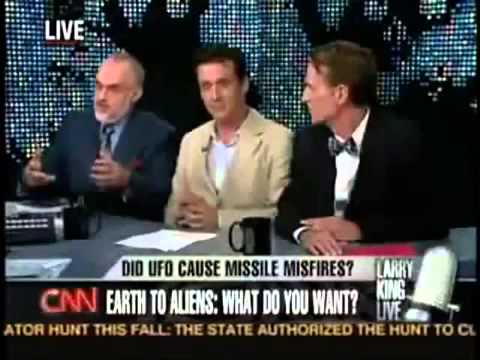 LIVE
DID UFO CAUSE MISSILE MISFIRES?
CNN
EARTH TO ALIENS: WHAT DO YOU WANT?
LARRY
KING
LIVE
ATOR HUNT THIS FALL: THE STATE AUTHORIZED THE HUNT TO CL